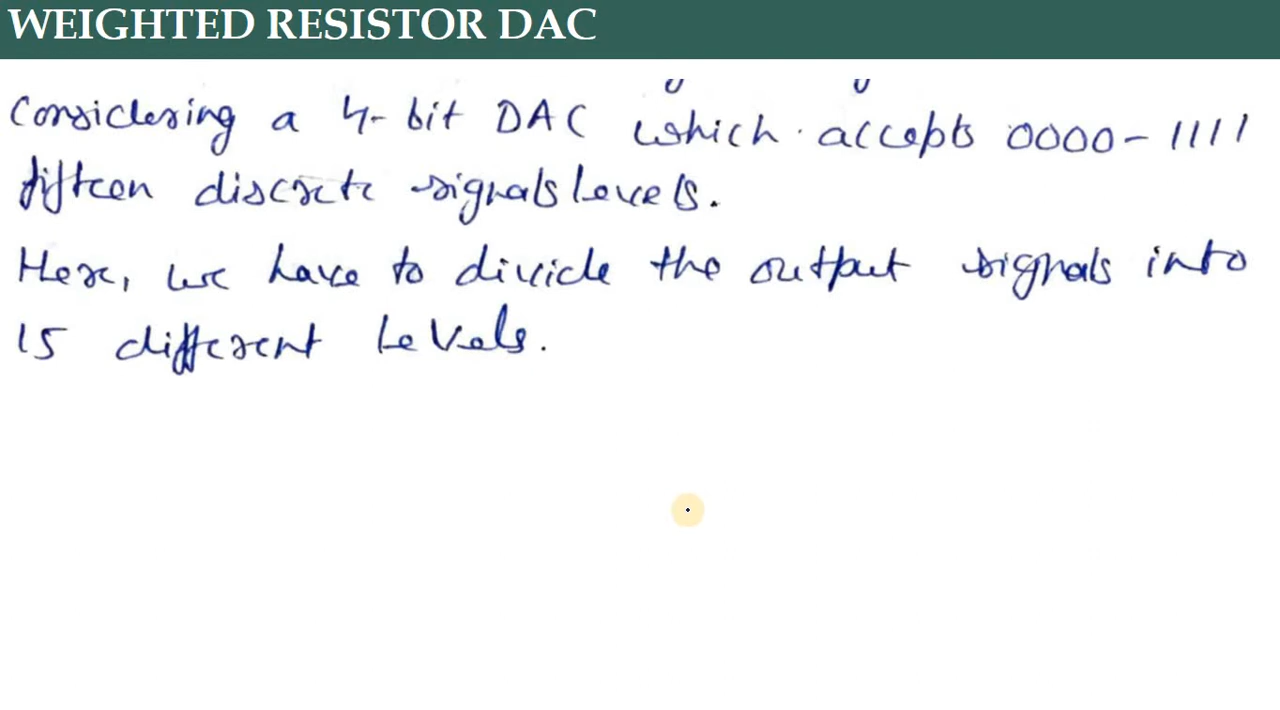 WEIGHTED RESISTOR DAC
Considering a 4-bit DAC which accepts 0000-1111
fifteen discrete signals levels.
Here, we have to divide the output signals into
15 different levels.